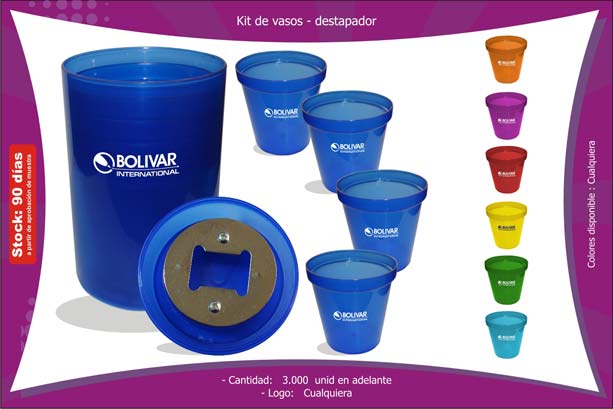 Kit de vasos - destapador
BOLIVAR
INTERNATIONAL
BOLIVAR
INTERNATIONAL
BOLIVAR
INTERNATIONAL
BOLIVAR
INTERNATIONAL
BOLIVAR
INTERNATIONAL
Stock: 90 días
a partir de aprobación de muestra
Colores disponible : Cualquiera
- Cantidad: 3.000 unid en adelante
- Logo: Cualquiera